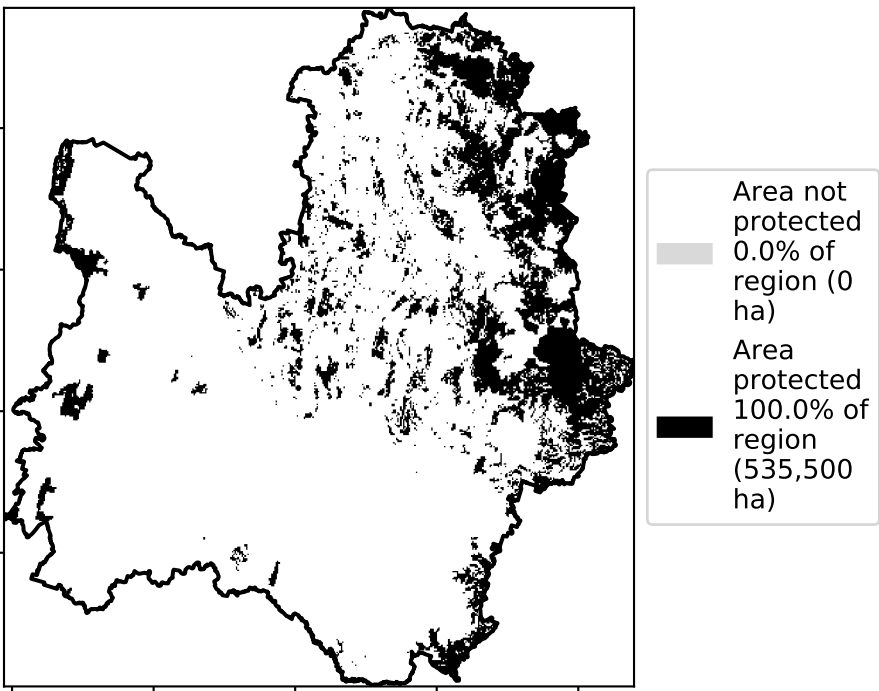 Area not
protected
0.0% of
region (0
ha)
Area
protected
100.0% of
region
(535,500
ha)